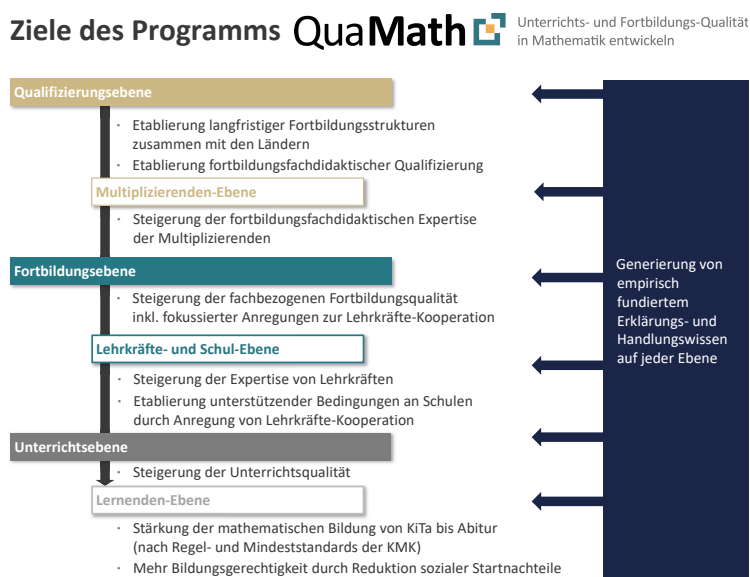 Ziele des Programms QuaMath
Unterrichts- und Fortbildungs-Qualität
in Mathematik entwickeln
Qualifizierungsebene
· Etablierung langfristiger Fortbildungsstrukturen
zusammen mit den Ländern
· Etablierung fortbildungsfachdidaktischer Qualifizierung
Multiplizierenden-Ebene
· Steigerung der fortbildungsfachdidaktischen Expertise
der Multiplizierenden
Fortbildungsebene
· Steigerung der fachbezogenen Fortbildungsqualität
inkl. fokussierter Anregungen zur Lehrkräfte-Kooperation
Lehrkräfte- und Schul-Ebene
· Steigerung der Expertise von Lehrkräften
· Etablierung unterstützender Bedingungen an Schulen
durch Anregung von Lehrkräfte-Kooperation
Unterrichtsebene
· Steigerung der Unterrichtsqualität
Lernenden-Ebene
· Stärkung der mathematischen Bildung von KiTa bis Abitur
(nach Regel- und Mindeststandards der KMK)
· Mehr Bildungsgerechtigkeit durch Reduktion sozialer Startnachteile
Generierung von
empirisch
fundiertem
Erklärungs- und
Handlungswissen
auf jeder Ebene